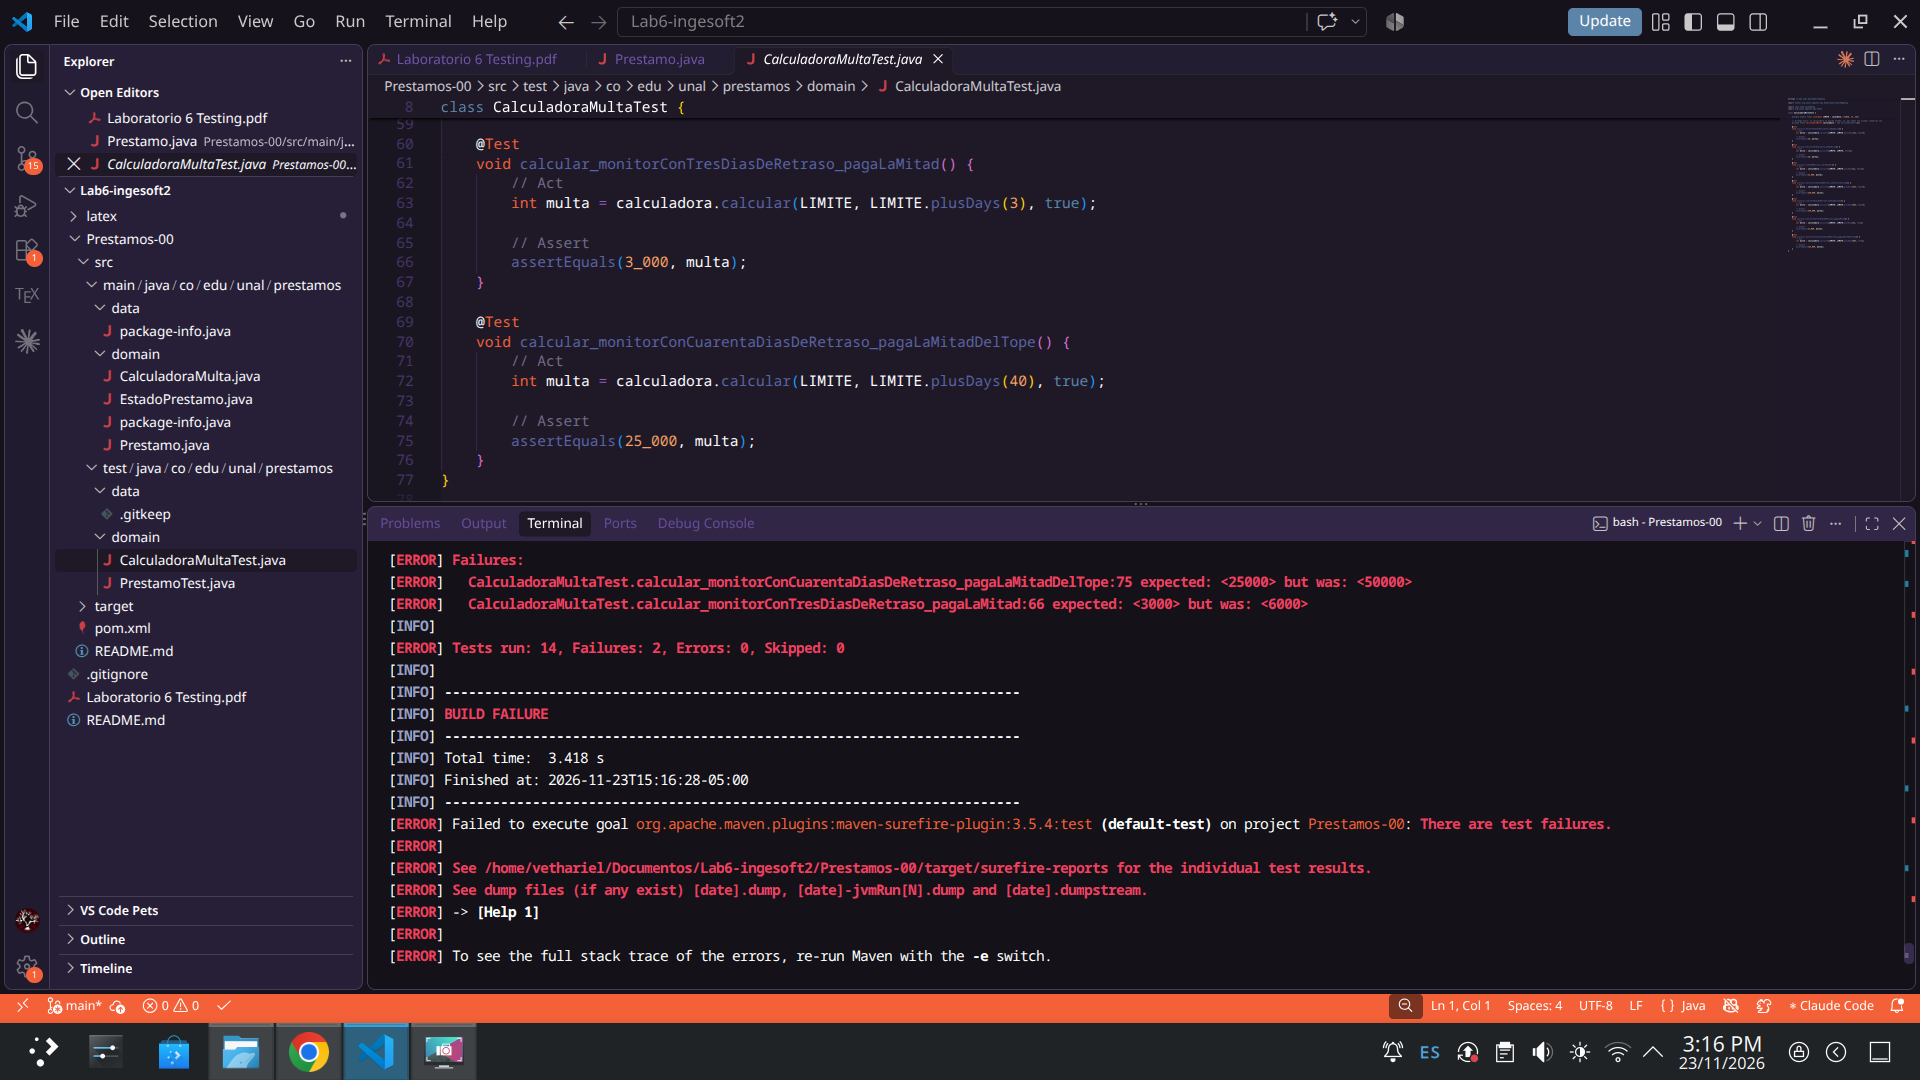 File Edit Selection View Go Run Terminal Help
Lab6-ingesoft2
Update
Explorer
Open Editors
Laboratorio 6 Testing.pdf
Prestamo.java Prestamos-00/src/main/j...
CalculadoraMultaTest.java Prestamos-00...
Lab6-ingesoft2
latex
Prestamos-00
src
main/java/co/edu/unal/prestamos
data
package-info.java
domain
CalculadoraMulta.java
EstadoPrestamo.java
package-info.java
Prestamo.java
test/java/co/edu/unal/prestamos
data
.gitkeep
domain
CalculadoraMultaTest.java
PrestamoTest.java
target
pom.xml
README.md
.gitignore
Laboratorio 6 Testing.pdf
README.md
VS Code Pets
Outline
Timeline
15
1
TEX
1
Laboratorio 6 Testing.pdf Prestamo.java CalculadoraMultaTest.java
Prestamos-00 > src > test > java > co > edu > unal > prestamos > domain > CalculadoraMultaTest.java
8 class CalculadoraMultaTest {
59
60 @Test
61 void calcular_monitorConTresDiasDeRetraso_pagaLaMitad() {
62 // Act
63 int multa = calculadora.calcular(LIMITE, LIMITE.plusDays(3), true);
64
65 // Assert
66 assertEquals(3_000, multa);
67 }
68
69 @Test
70 void calcular_monitorConCuarentaDiasDeRetraso_pagaLaMitadDelTope() {
71 // Act
72 int multa = calculadora.calcular(LIMITE, LIMITE.plusDays(40), true);
73
74 // Assert
75 assertEquals(25_000, multa);
76 }
77 }
78
Problems Output Terminal Ports Debug Console
bash - Prestamos-00
[ERROR] Failures:
[ERROR] CalculadoraMultaTest.calcular_monitorConCuarentaDiasDeRetraso_pagaLaMitadDelTope:75 expected: <25000> but was: <50000>
[ERROR] CalculadoraMultaTest.calcular_monitorConTresDiasDeRetraso_pagaLaMitad:66 expected: <3000> but was: <6000>
[INFO]
[ERROR] Tests run: 14, Failures: 2, Errors: 0, Skipped: 0
[INFO]
[INFO] ------------------------------------------------------------------------
[INFO] BUILD FAILURE
[INFO] ------------------------------------------------------------------------
[INFO] Total time:  3.418 s
[INFO] Finished at: 2026-11-23T15:16:28-05:00
[INFO] ------------------------------------------------------------------------
[ERROR] Failed to execute goal org.apache.maven.plugins:maven-surefire-plugin:3.5.4:test (default-test) on project Prestamos-00: There are test failures.
[ERROR]
[ERROR] See /home/vethariel/Documentos/Lab6-ingesoft2/Prestamos-00/target/surefire-reports for the individual test results.
[ERROR] See dump files (if any exist) [date].dump, [date]-jvmRun[N].dump and [date].dumpstream.
[ERROR] -> [Help 1]
[ERROR]
[ERROR] To see the full stack trace of the errors, re-run Maven with the -e switch.
main* 0 0
Ln 1, Col 1 Spaces: 4 UTF-8 LF { } Java Claude Code
ES
3:16 PM
23/11/2026